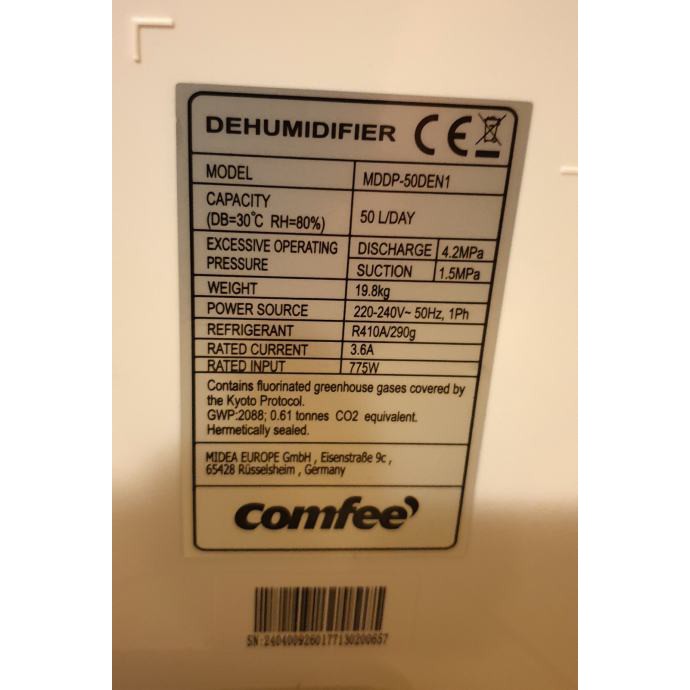 DEHUMIDIFIER CE
MODEL MDDP-50DEN1
CAPACITY
(DB=30℃ RH=80%) 50 L/DAY
EXCESSIVE OPERATING
PRESSURE
DISCHARGE 4.2MPa
SUCTION 1.5MPa
WEIGHT 19.8kg
POWER SOURCE 220-240V~ 50Hz, 1Ph
REFRIGERANT R410A/290g
RATED CURRENT 3.6A
RATED INPUT 775W
Contains fluorinated greenhouse gases covered by
the Kyoto Protocol.
GWP:2088; 0.61 tonnes CO2 equivalent.
Hermetically sealed.
MIDEA EUROPE GmbH , Eisenstraße 9c ,
65428 Rüsselsheim , Germany
comfee
SN:2404009260177130200657